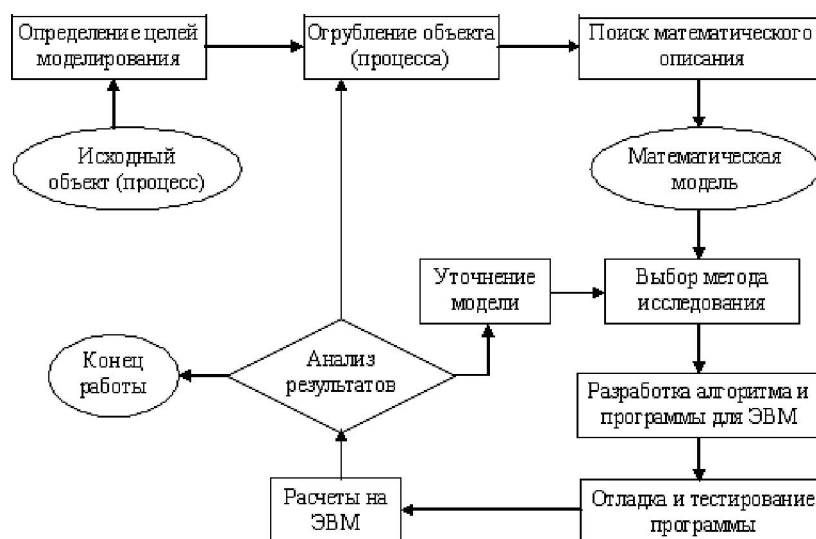 Определение целей
моделирования
Огрубление объекта
(процесса)
Поиск математического
описания
Исходный
объект (процесс)
Математическая
модель
Уточнение
модели
Выбор метода
исследования
Конец
работы
Анализ
результатов
Разработка алгоритма и
программы для ЭВМ
Расчеты на
ЭВМ
Отладка и тестирование
программы